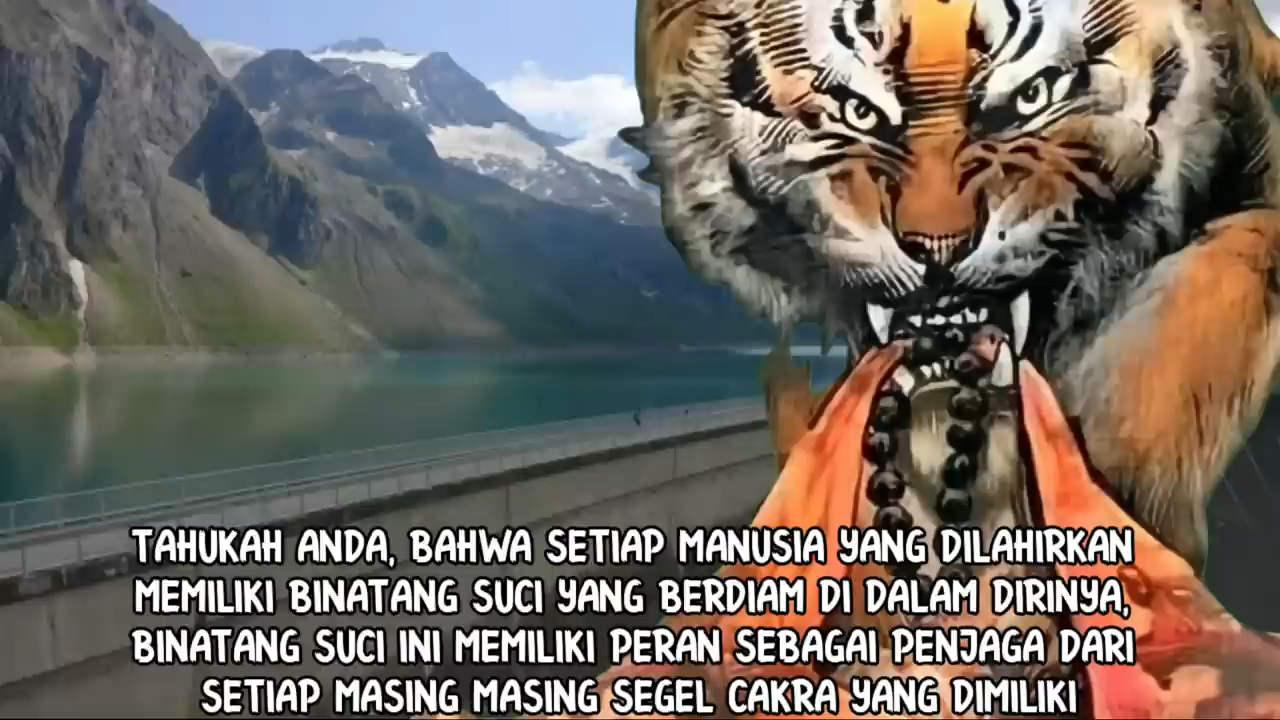 TAHUKAH ANDA, BAHWA SETIAP MANUSIA YANG DILAHIRKAN
MEMILIKI BINATANG SUCI YANG BERDIAM DI DALAM DIRINYA,
BINATANG SUCI INI MEMILIKI PERAN SEBAGAI PENJAGA DARI
SETIAP MASING MASING SEGEL CAKRA YANG DIMILIKI